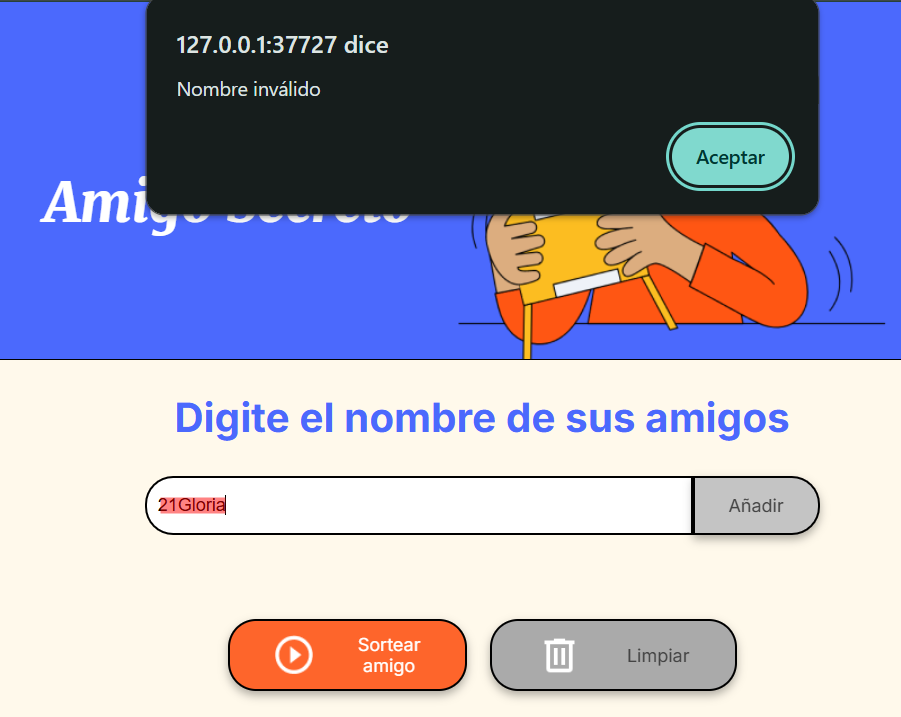 127.0.0.1:37727 dice
Nombre inválido
Aceptar
Amigo Secreto
Digite el nombre de sus amigos
21Gloria
Añadir
Sortear
amigo
Limpiar